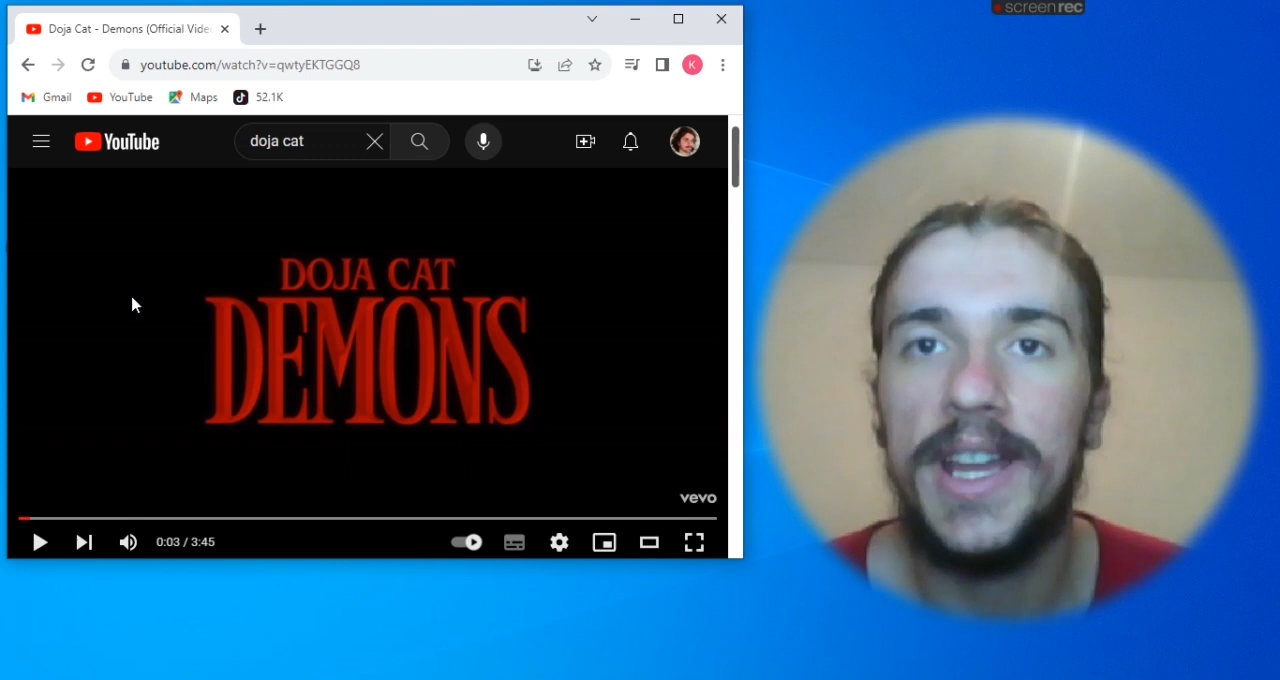 screenrec
Doja Cat - Demons (Official Vide
youtube.com/watch?v=qwtyEKTGGQ8
K
Gmail YouTube Maps 52.1K
YouTube
doja cat
DOJA CAT
DEMONS
vevo
0:03 / 3:45